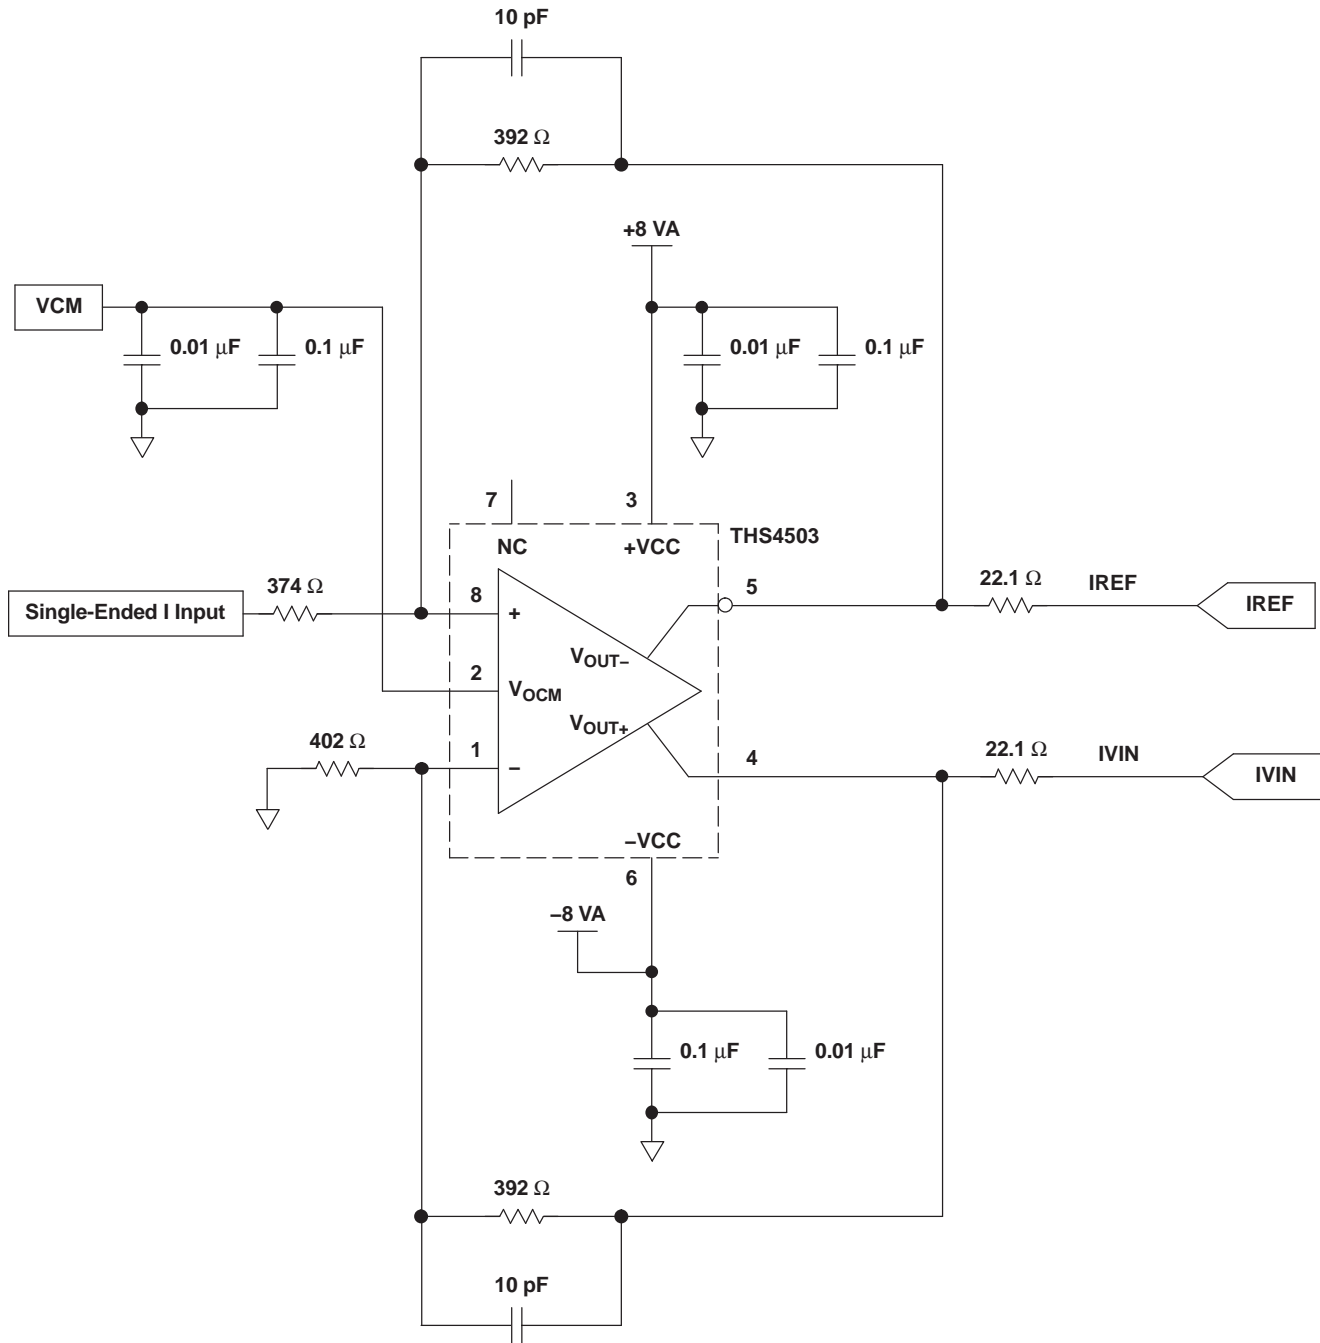 10 pF
392 Ω
+8 VA
VCM
0.01 μF
0.1 μF
0.01 μF
0.1 μF
7
3
NC
+VCC
THS4503
Single-Ended I Input
374 Ω
8
+
5
22.1 Ω
IREF
IREF
VOUT–
2
VOCM
VOUT+
402 Ω
1
–
4
22.1 Ω
IVIN
IVIN
–VCC
6
–8 VA
0.1 μF
0.01 μF
392 Ω
10 pF